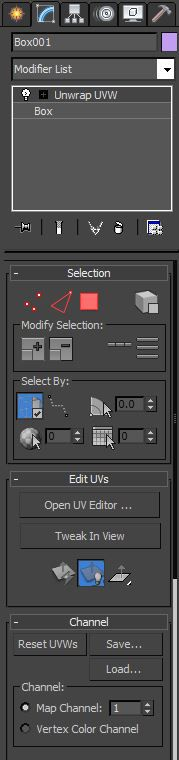 Box001
Modifier List
Unwrap UVW
Box
Selection
Modify Selection:
Select By:
0.0
0 0
Edit UVs
Open UV Editor ...
Tweak In View
Channel
Reset UVWs Save...
Load...
Channel:
Map Channel: 1
Vertex Color Channel